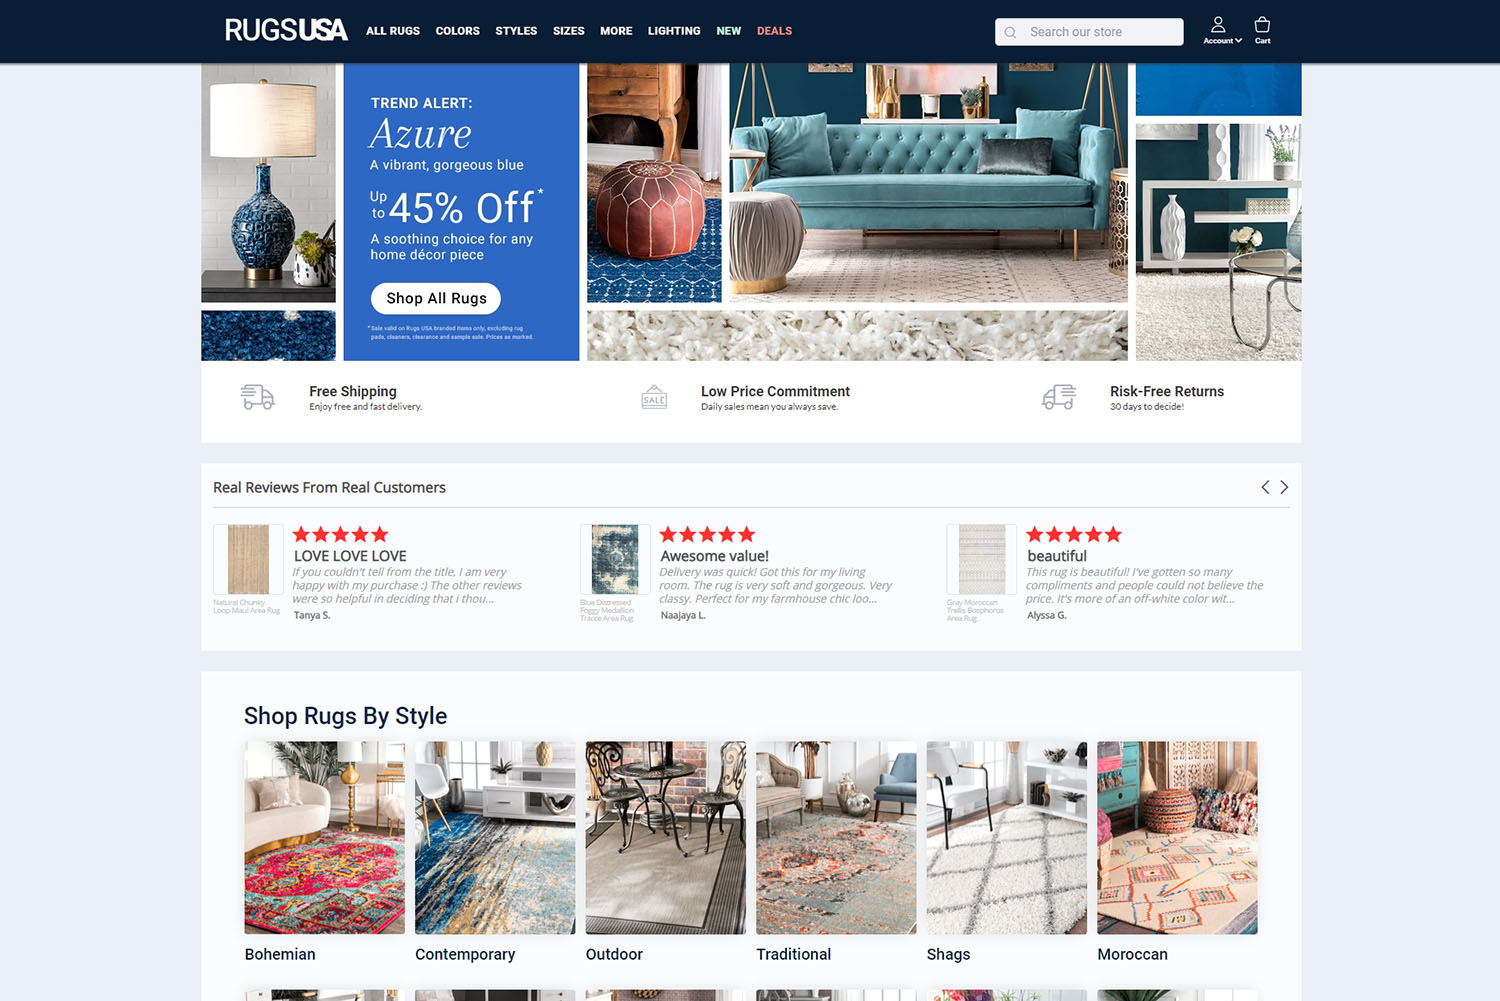 RUGSUSA ALL RUGS COLORS STYLES SIZES MORE LIGHTING NEW DEALS
Search our store
Account
Cart
TREND ALERT:
Azure
A vibrant, gorgeous blue
Up to 45% Off*
A soothing choice for any
home décor piece
Shop All Rugs
*Sale valid on Rugs USA branded items only, excluding rug
pads, cleaners, clearance and sample sale. Prices as marked.
Free Shipping
Enjoy free and fast delivery.
SALE
Low Price Commitment
Daily sales mean you always save.
Risk-Free Returns
30 days to decide!
Real Reviews From Real Customers
LOVE LOVE LOVE
If you couldn't tell from the title, I am very
happy with my purchase :) The other reviews
were so helpful in deciding that i thou...
Tanya S.
Natural Chunky
Loop Maui Area Rug
Awesome value!
Delivery was quick! Got this for my living
room. The rug is very soft and gorgeous. Very
classy. Perfect for my farmhouse chic loo...
Naajaya L.
Blue Distressed
Foggy Medallion
Tracce Area Rug
beautiful
This rug is beautiful! I've gotten so many
compliments and people could not believe the
price. It's more of an off-white color wit...
Alyssa G.
Gray Moroccan
Trellis Bosphorus
Area Rug
Shop Rugs By Style
Bohemian
Contemporary
Outdoor
Traditional
Shags
Moroccan